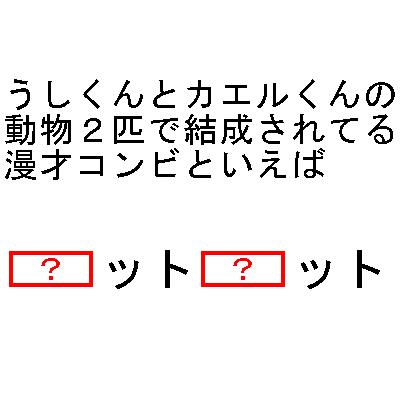 うしくんとカエルくんの
動物２匹で結成されてる
漫才コンビといえば
？ット？ット